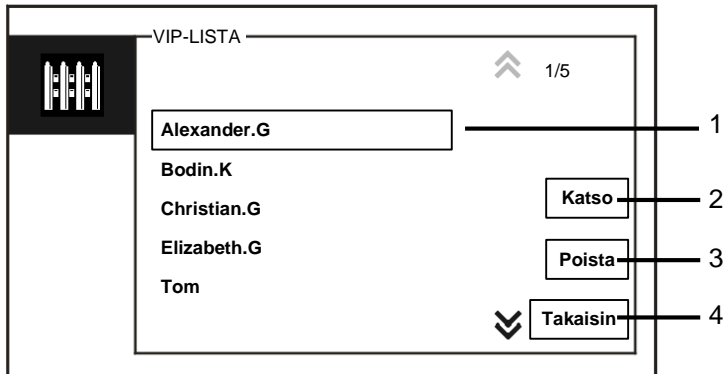 VIP-LISTA
1/5
Alexander.G
1
Bodin.K
Katso
2
Christian.G
Elizabeth.G
Poista
3
Tom
Takaisin
4